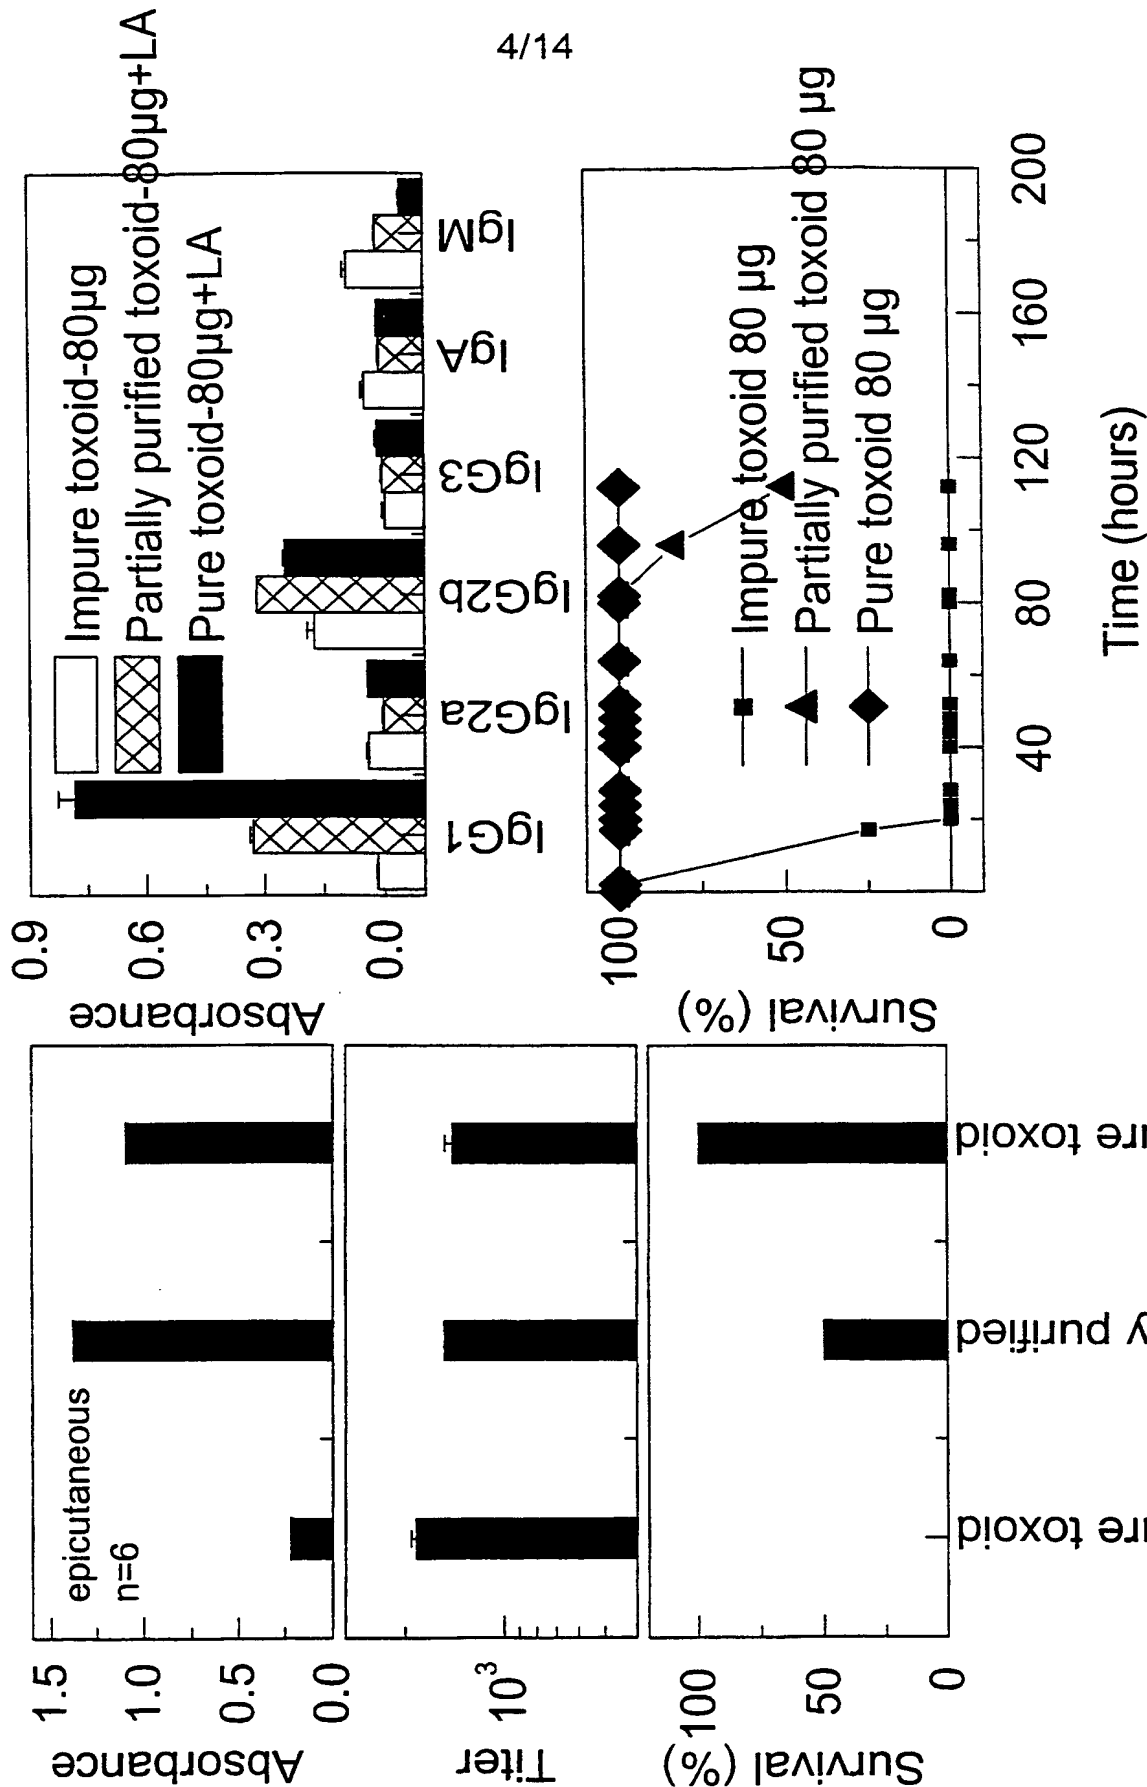 4/14
epicutaneous
n=6
1.5
1.0
0.5
0.0
Absorbance
10³
Titer
100
50
0
Survival (%)
ure toxoid
y purified
ure toxoid
0.9
0.6
0.3
0.0
Absorbance
Impure toxoid-80µg
Partially purified toxoid-80µg+LA
Pure toxoid-80µg+LA
IgG1
IgG2a
IgG2b
IgG3
IgA
IgM
100
50
0
Survival (%)
Impure toxoid 80 µg
Partially purified toxoid 80 µg
Pure toxoid 80 µg
40
80
120
160
200
Time (hours)